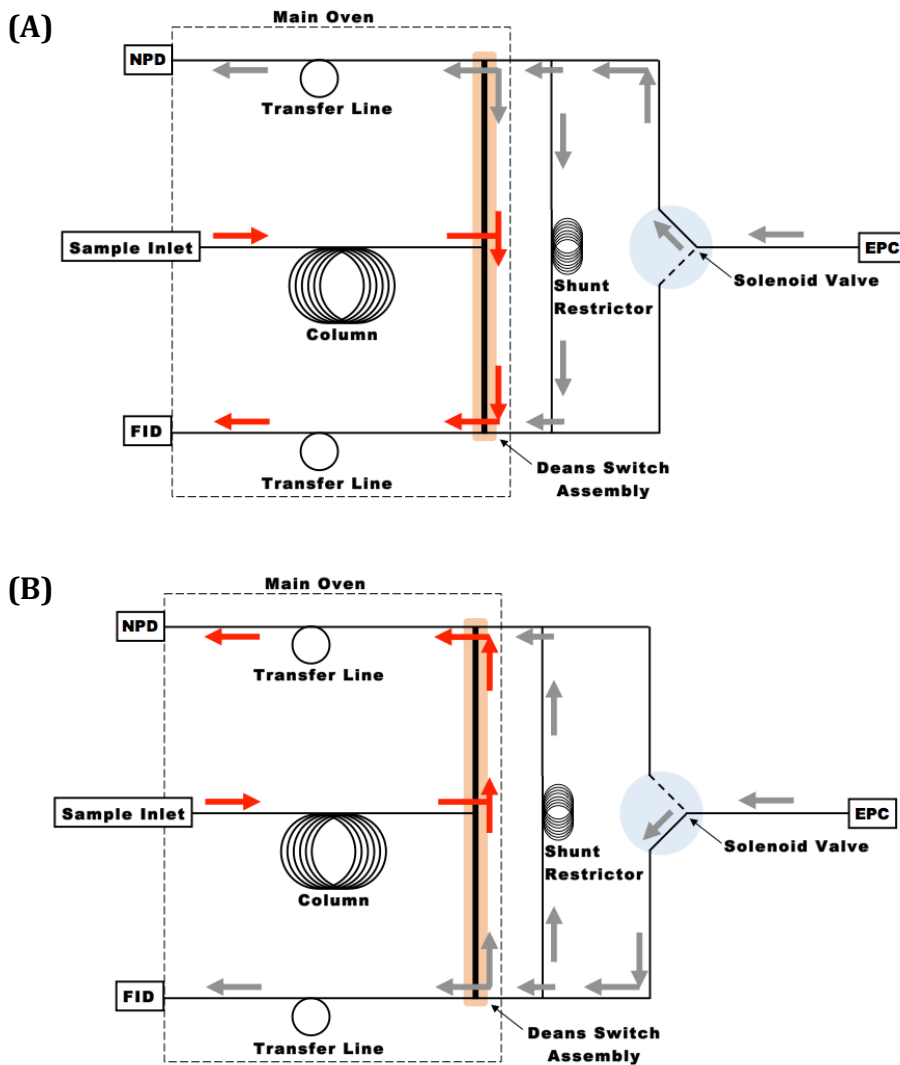 (A)
Main Oven
NPD
Transfer Line
Sample Inlet
EPC
Solenoid Valve
Shunt
Restrictor
Column
FID
Deans Switch
Assembly
Transfer Line
(B)
Main Oven
NPD
Transfer Line
Sample Inlet
EPC
Solenoid Valve
Shunt
Restrictor
Column
FID
Deans Switch
Assembly
Transfer Line